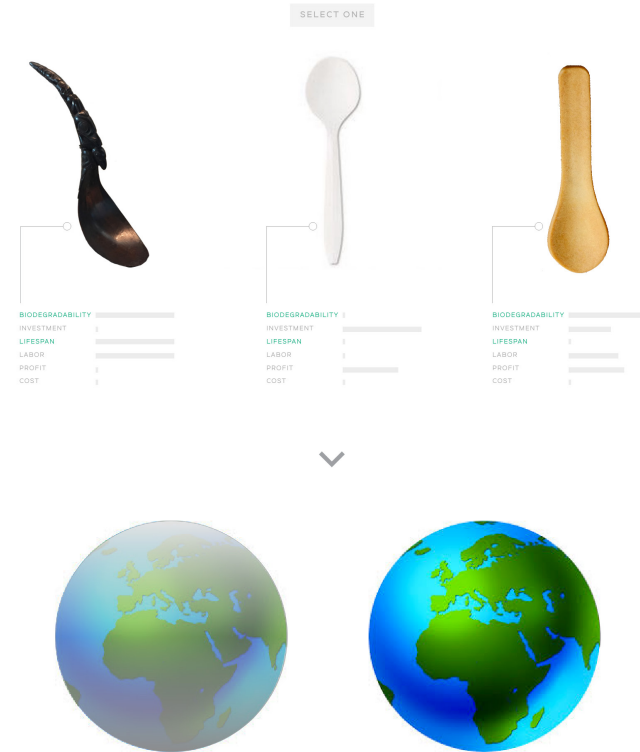 SELECT ONE
BIODEGRADABILITY
INVESTMENT
LIFESPAN
LABOR
PROFIT
COST
BIODEGRADABILITY
INVESTMENT
LIFESPAN
LABOR
PROFIT
COST
BIODEGRADABILITY
INVESTMENT
LIFESPAN
LABOR
PROFIT
COST